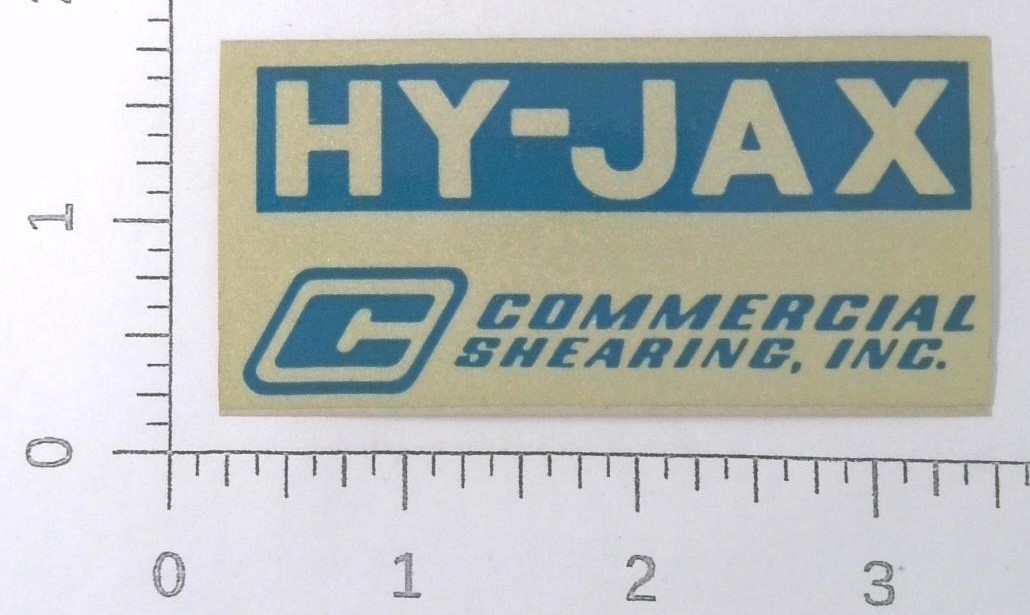 HY-JAX
C COMMERCIAL
SHEARING, INC.
1
0
0 1 2 3